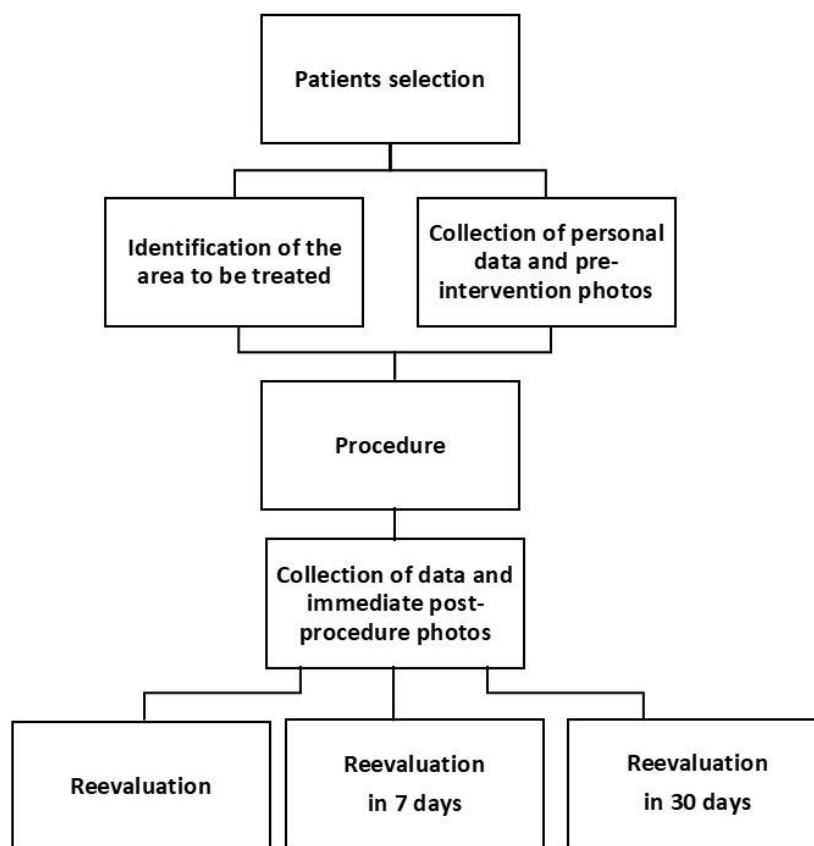 Patients selection
Identification of the
area to be treated
Collection of personal
data and pre-
intervention photos
Procedure
Collection of data and
immediate post-
procedure photos
Reevaluation
Reevaluation
in 7 days
Reevaluation
in 30 days